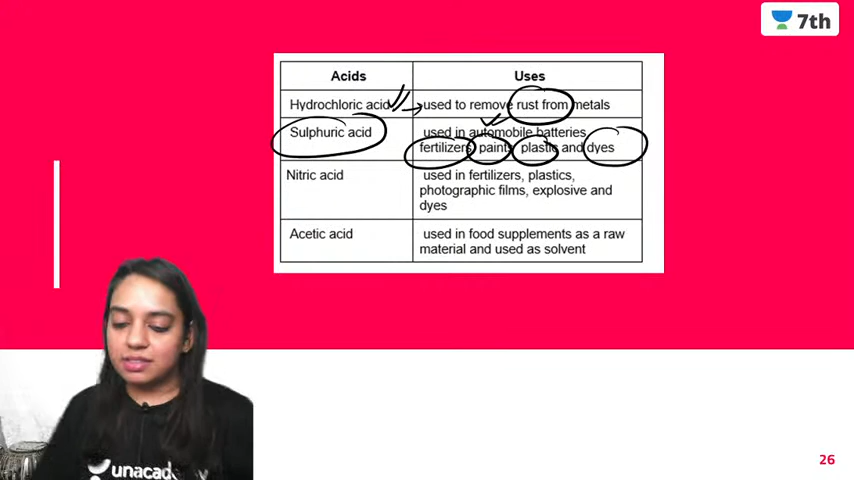 7th
Acids Uses
Hydrochloric acid used to remove rust from metals
Sulphuric acid used in automobile batteries,
fertilizers, paints, plastic and dyes
Nitric acid used in fertilizers, plastics,
photographic films, explosive and
dyes
Acetic acid used in food supplements as a raw
material and used as solvent
unacad
26